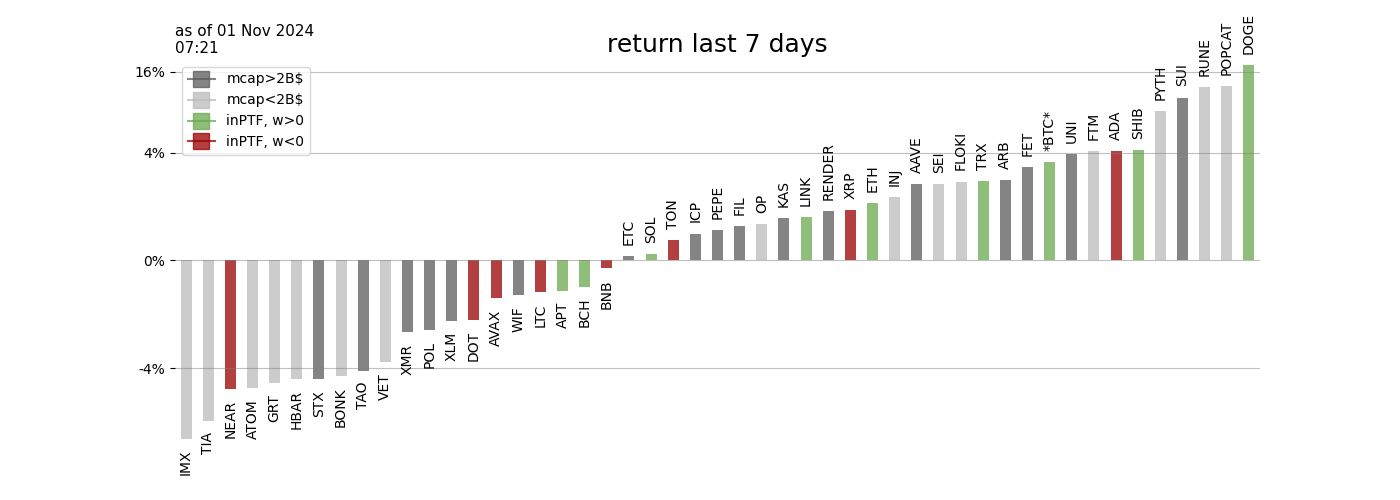 as of 01 Nov 2024
07:21
return last 7 days
mcap>2B$
mcap<2B$
inPTF, w>0
inPTF, w<0
16%
4%
0%
-4%
IMX
TIA
NEAR
ATOM
GRT
HBAR
STX
BONK
TAO
VET
XMR
POL
XLM
DOT
AVAX
WIF
LTC
APT
BCH
BNB
ETC
SOL
TON
ICP
PEPE
FIL
OP
KAS
LINK
RENDER
XRP
ETH
INJ
AAVE
SEI
FLOKI
TRX
ARB
FET
*BTC*
UNI
FTM
ADA
SHIB
PYTH
SUI
RUNE
POPCAT
DOGE